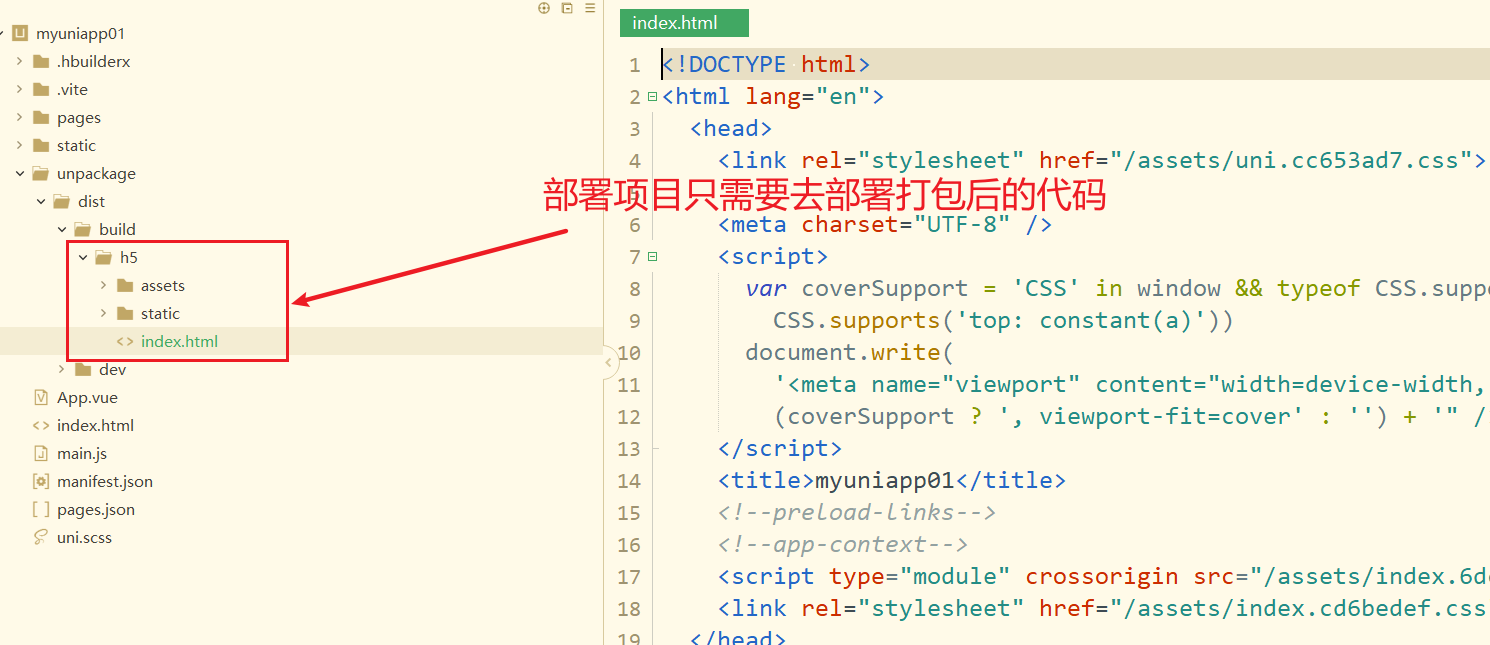 myuniapp01
.hbuilderx
.vite
pages
static
unpackage
dist
build
h5
assets
static
index.html
dev
App.vue
index.html
main.js
manifest.json
pages.json
uni.scss
部署项目只需要去部署打包后的代码
index.html
1 <!DOCTYPE html>
2 <html lang="en">
3 <head>
4 <link rel="stylesheet" href="/assets/uni.cc653ad7.css">
6 <meta charset="UTF-8" />
7 <script>
8 var coverSupport = 'CSS' in window && typeof CSS.supp
9 CSS.supports('top: constant(a)'))
10 document.write(
11 '<meta name="viewport" content="width=device-width,
12 (coverSupport ? ', viewport-fit=cover' : '') + '" /
13 </script>
14 <title>myuniapp01</title>
15 <!--preload-links-->
16 <!--app-context-->
17 <script type="module" crossorigin src="/assets/index.6d
18 <link rel="stylesheet" href="/assets/index.cd6bedef.css
19 </head>